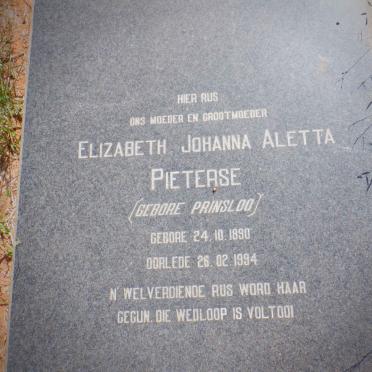 HIER RUS
ONS MOEDER EN GROOTMOEDER
ELIZABETH JOHANNA ALETTA
PIETERSE
(GEBORE PRINSLOO)
GEBORE 24.10.1890
OORLEDE 26.02.1994
N' WELVERDIENDE RUS WORD HAAR
GEGUN. DIE WEDLOOP IS VOLTOOI